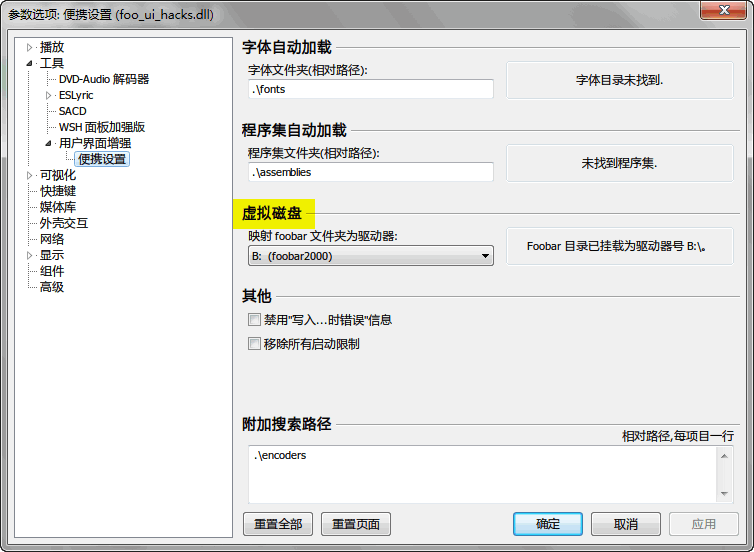 参数选项: 便携设置 (foo_ui_hacks.dll)
播放
工具
DVD-Audio 解码器
ESLyric
SACD
WSH 面板加强版
用户界面增强
便携设置
可视化
快捷键
媒体库
外壳交互
网络
显示
组件
高级
字体自动加载
字体文件夹(相对路径):
.\fonts
字体目录未找到.
程序集自动加载
程序集文件夹(相对路径):
.\assemblies
未找到程序集.
虚拟磁盘
映射 foobar 文件夹为驱动器:
B: (foobar2000)
Foobar 目录已挂载为驱动器号 B:\。
其他
禁用"写入...时错误"信息
移除所有启动限制
附加搜索路径
相对路径,每项目一行
.\encoders
重置全部
重置页面
确定
取消
应用